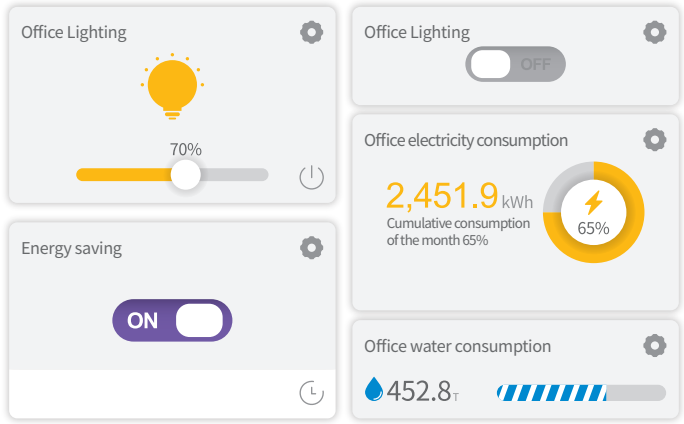 Office Lighting
70%
Energy saving
ON
Office Lighting
OFF
Office electricity consumption
2,451.9 kWh
Cumulative consumption
of the month 65%
65%
Office water consumption
452.8 T